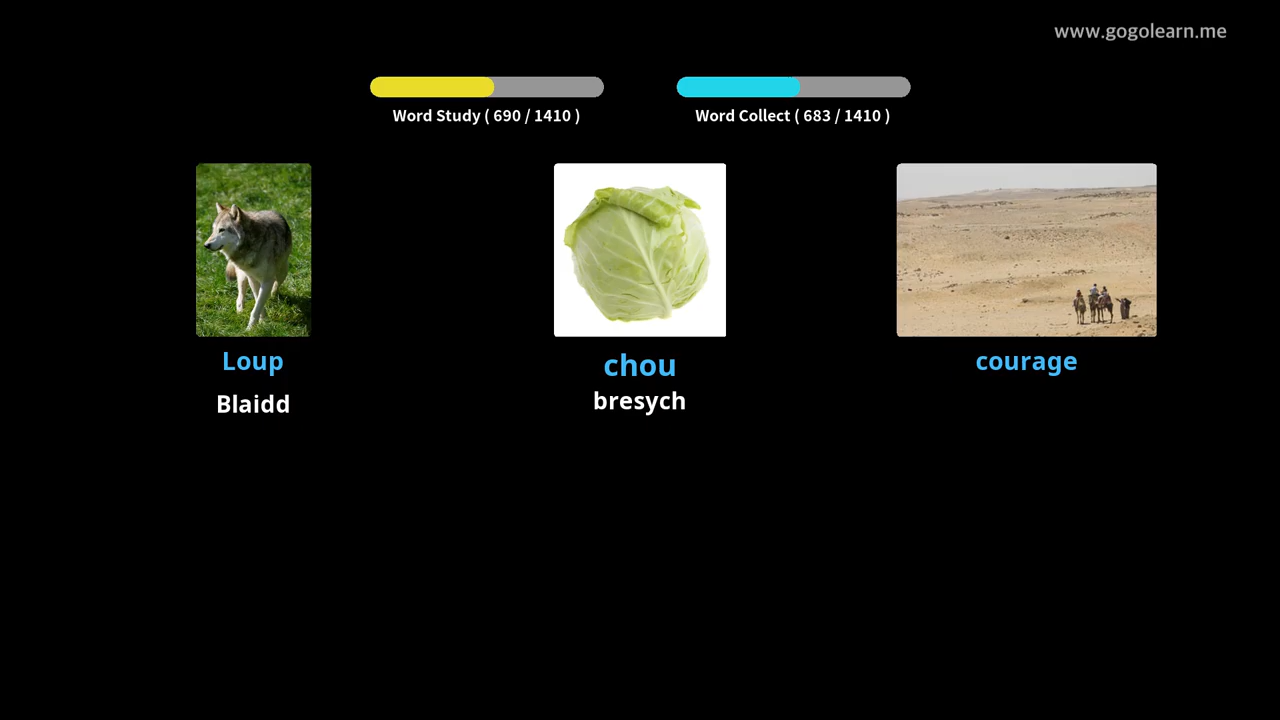 www.gogolearn.me
Word Study ( 690 / 1410 )
Word Collect ( 683 / 1410 )
Loup
Blaidd
chou
bresych
courage